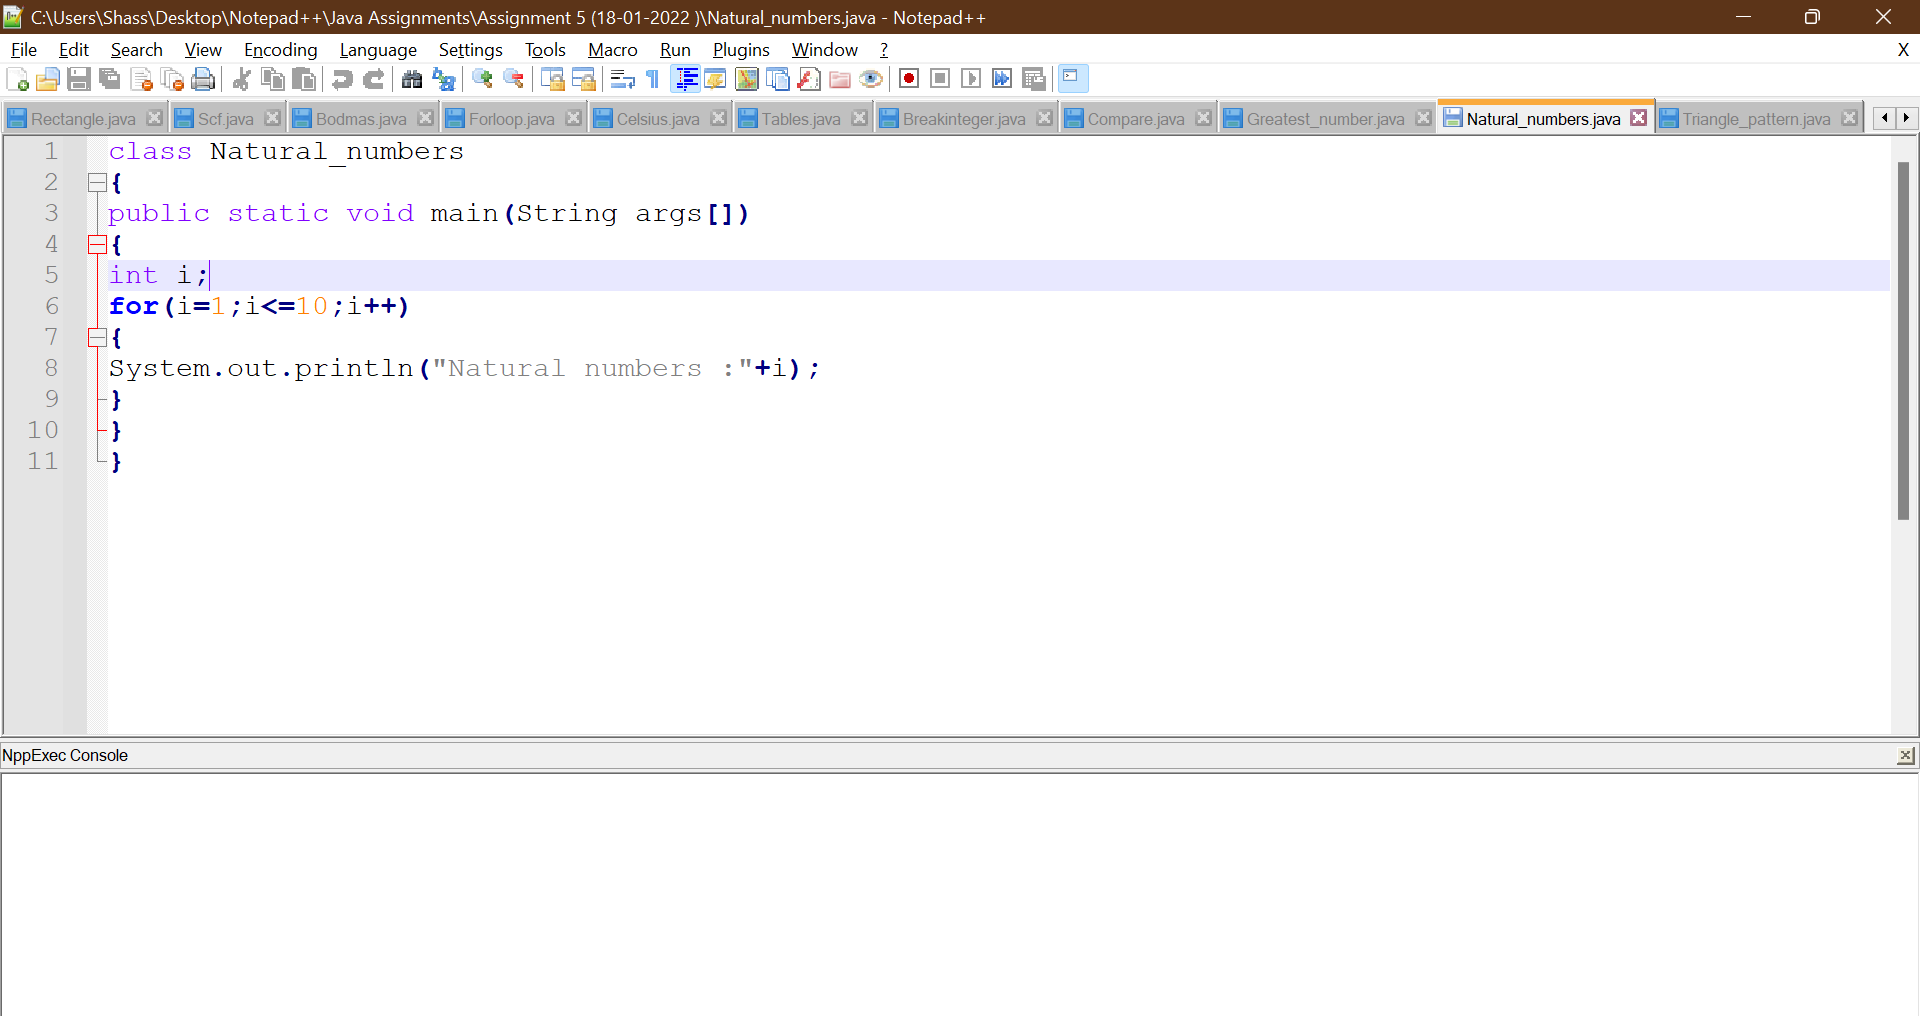 C:\Users\Shass\Desktop\Notepad++\Java Assignments\Assignment 5 (18-01-2022 )\Natural_numbers.java - Notepad++
File Edit Search View Encoding Language Settings Tools Macro Run Plugins Window ? X
Rectangle.java Scf.java Bodmas.java Forloop.java Celsius.java Tables.java Breakinteger.java Compare.java Greatest_number.java Natural_numbers.java Triangle_pattern.java
1 class Natural_numbers
2 {
3 public static void main(String args[])
4 {
5 int i;
6 for(i=1;i<=10;i++)
7 {
8 System.out.println("Natural numbers :"+i);
9 }
10 }
11 }
NppExec Console